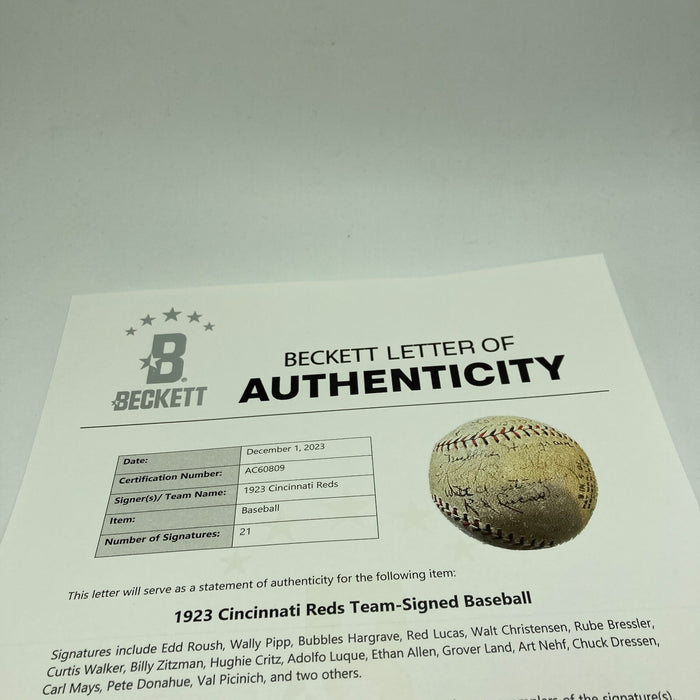 B
BECKETT
BECKETT LETTER OF
AUTHENTICITY
Date: December 1, 2023
Certification Number: AC60809
Signer(s)/ Team Name: 1923 Cincinnati Reds
Item: Baseball
Number of Signatures: 21
This letter will serve as a statement of authenticity for the following item:
1923 Cincinnati Reds Team-Signed Baseball
Signatures include Edd Roush, Wally Pipp, Bubbles Hargrave, Red Lucas, Walt Christensen, Rube Bressler,
Curtis Walker, Billy Zitzman, Hughie Critz, Adolfo Luque, Ethan Allen, Grover Land, Art Nehf, Chuck Dressen,
Carl Mays, Pete Donahue, Val Picinich, and two others.
of the signature(s).